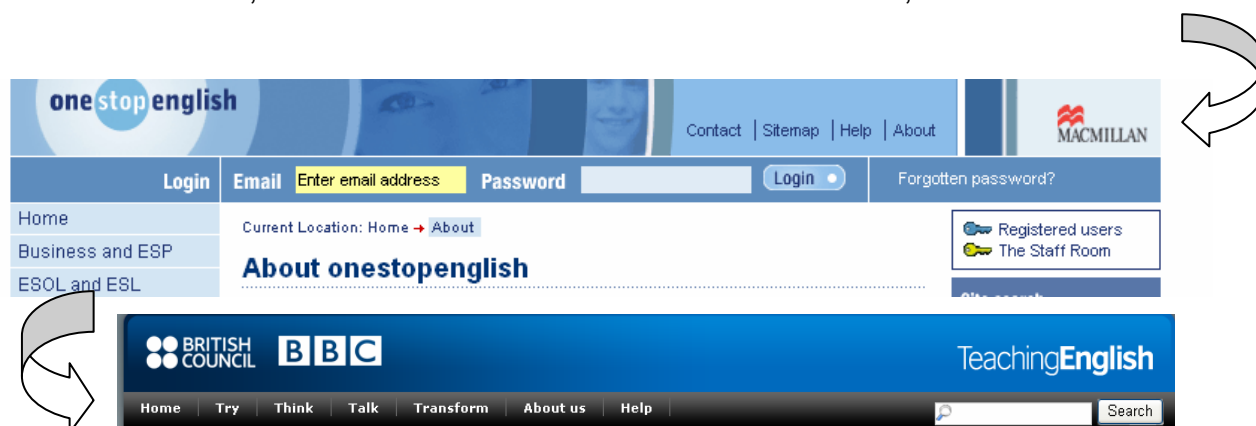 onestopenglish
Contact | Sitemap | Help | About
MACMILLAN
Login Email Enter email address Password Login Forgotten password?
Home
Business and ESP
ESOL and ESL
Current Location: Home → About
About onestopenglish
Registered users
The Staff Room
Site search
BRITISH
COUNCIL
BBC
TeachingEnglish
Home Try Think Talk Transform About us Help Search